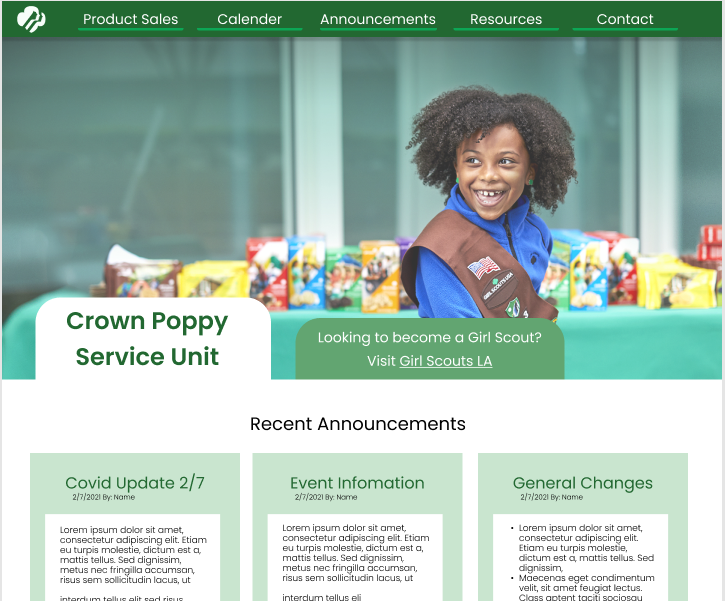 Product Sales
Calender
Announcements
Resources
Contact
GIRL SCOUTS USA
Crown Poppy
Service Unit
Looking to become a Girl Scout?
Visit Girl Scouts LA
Recent Announcements
Covid Update 2/7
2/7/2021 By: Name
Lorem ipsum dolor sit amet,
consectetur adipiscing elit. Etiam
eu turpis molestie, dictum est a,
mattis tellus. Sed dignissim,
metus nec fringilla accumsan,
risus sem sollicitudin lacus, ut
interdum tellus elit sed risus
Event Infomation
2/7/2021 By: Name
Lorem ipsum dolor sit amet,
consectetur adipiscing elit. Etiam
eu turpis molestie, dictum est a,
mattis tellus. Sed dignissim,
metus nec fringilla accumsan,
risus sem sollicitudin lacus, ut
interdum tellus eli
General Changes
2/7/2021 By: Name
• Lorem ipsum dolor sit amet,
consectetur adipiscing elit.
Etiam eu turpis molestie,
dictum est a, mattis tellus. Sed
dignissim,
• Maecenas eget condimentum
velit, sit amet feugiat lectus.
Class aptent taciti sociosqu